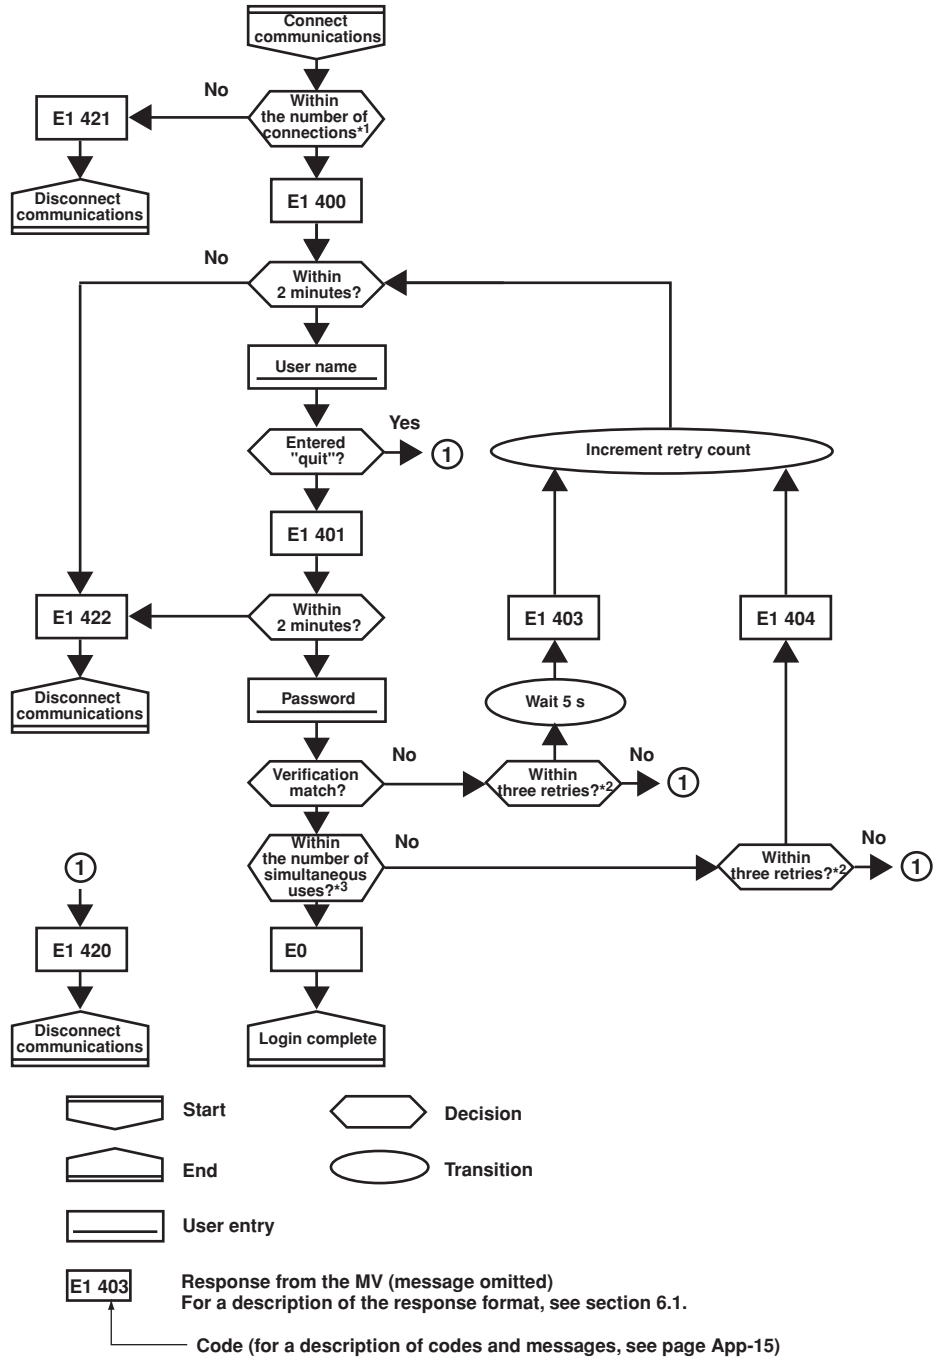 Connect
communications
No
Within
the number of
connections*1
E1 421
Disconnect
communications
E1 400
No
Within
2 minutes?
User name
Yes
Entered
"quit"?
1
Increment retry count
E1 401
E1 422
Within
2 minutes?
E1 403
E1 404
Disconnect
communications
Password
Wait 5 s
No
No
Verification
match?
Within
three retries?*2
1
No
No
Within
the number of
simultaneous
uses?*3
Within
three retries?*2
1
1
E1 420
E0
Disconnect
communications
Login complete
Start
Decision
End
Transition
User entry
E1 403
Response from the MV (message omitted)
For a description of the response format, see section 6.1.
Code (for a description of codes and messages, see page App-15)